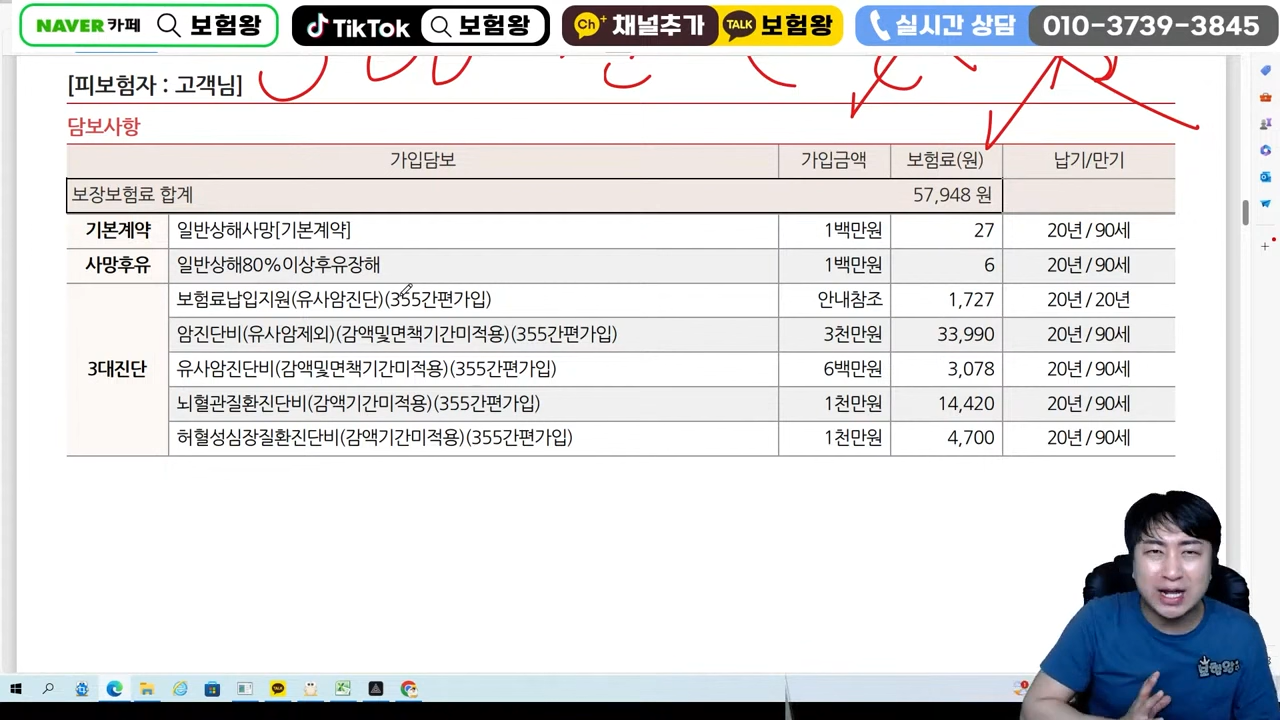 NAVER 카페 보험왕 TikTok 보험왕 Ch+ 채널추가 TALK 보험왕 실시간 상담 010-3739-3845
[피보험자 : 고객님]
담보사항
가입담보 가입금액 보험료(원) 납기/만기
보장보험료 합계 57,948 원
기본계약 일반상해사망[기본계약] 1백만원 27 20년 / 90세
사망후유 일반상해80%이상후유장해 1백만원 6 20년 / 90세
보험료납입지원(유사암진단)(355간편가입) 안내참조 1,727 20년 / 20년
암진단비(유사암제외)(감액및면책기간미적용)(355간편가입) 3천만원 33,990 20년 / 90세
3대진단 유사암진단비(감액및면책기간미적용)(355간편가입) 6백만원 3,078 20년 / 90세
뇌혈관질환진단비(감액기간미적용)(355간편가입) 1천만원 14,420 20년 / 90세
허혈성심장질환진단비(감액기간미적용)(355간편가입) 1천만원 4,700 20년 / 90세
보험왕